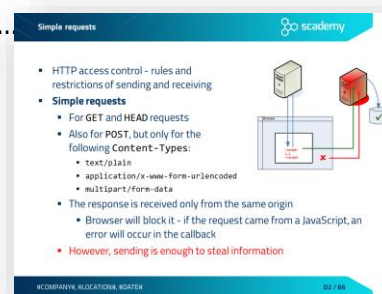 Simple requests
scademy
HTTP access control - rules and
restrictions of sending and receiving
Simple requests
For GET and HEAD requests
Also for POST, but only for the
following Content-Types:
text/plain
application/x-www-form-urlencoded
multipart/form-data
The response is received only from the same origin
Browser will block it - if the request came from a JavaScript, an
error will occur in the callback
However, sending is enough to steal information
#COMPANY#, #LOCATION#, #DATE#
D2 / 66